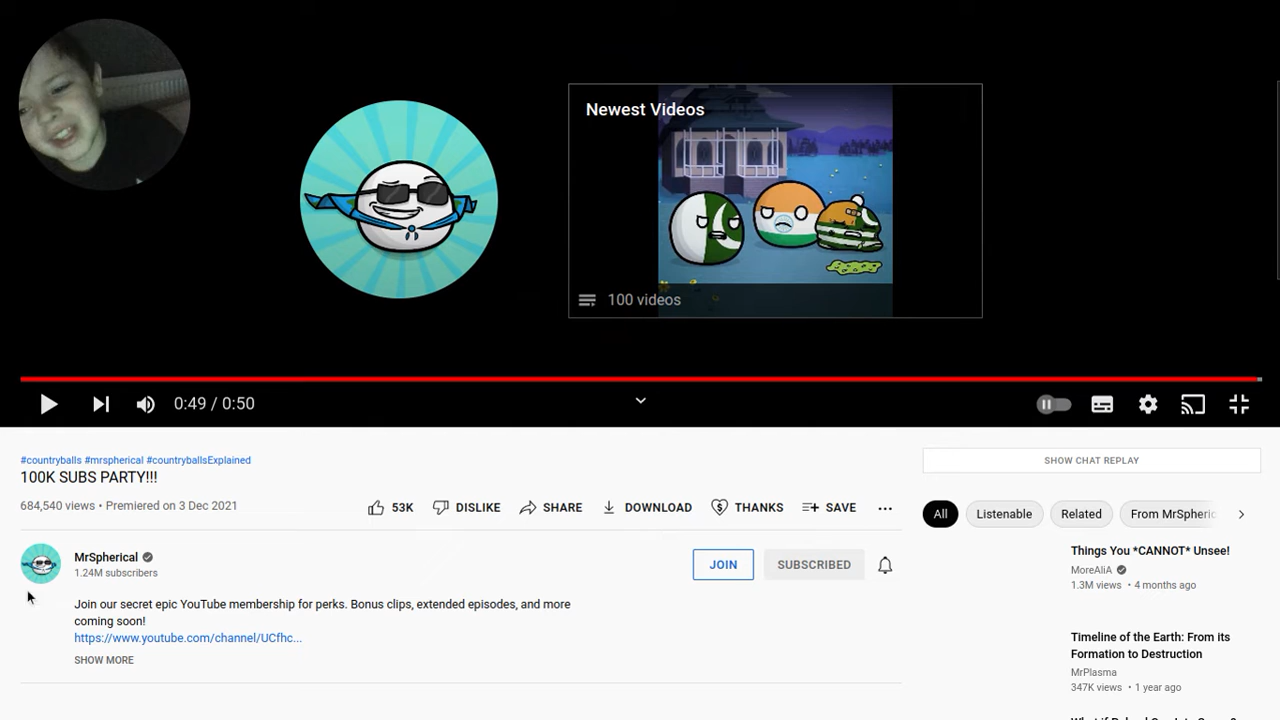 Newest Videos
100 videos
0:49 / 0:50
#countryballs #mrspherical #countryballsExplained
100K SUBS PARTY!!!
684,540 views • Premiered on 3 Dec 2021
53K
DISLIKE
SHARE
DOWNLOAD
THANKS
SAVE
MrSpherical
1.24M subscribers
JOIN
SUBSCRIBED
Join our secret epic YouTube membership for perks. Bonus clips, extended episodes, and more
coming soon!
https://www.youtube.com/channel/UCfhc...
SHOW MORE
SHOW CHAT REPLAY
All
Listenable
Related
From MrSpheric
Things You *CANNOT* Unsee!
MoreAliA
1.3M views • 4 months ago
Timeline of the Earth: From its
Formation to Destruction
MrPlasma
347K views • 1 year ago